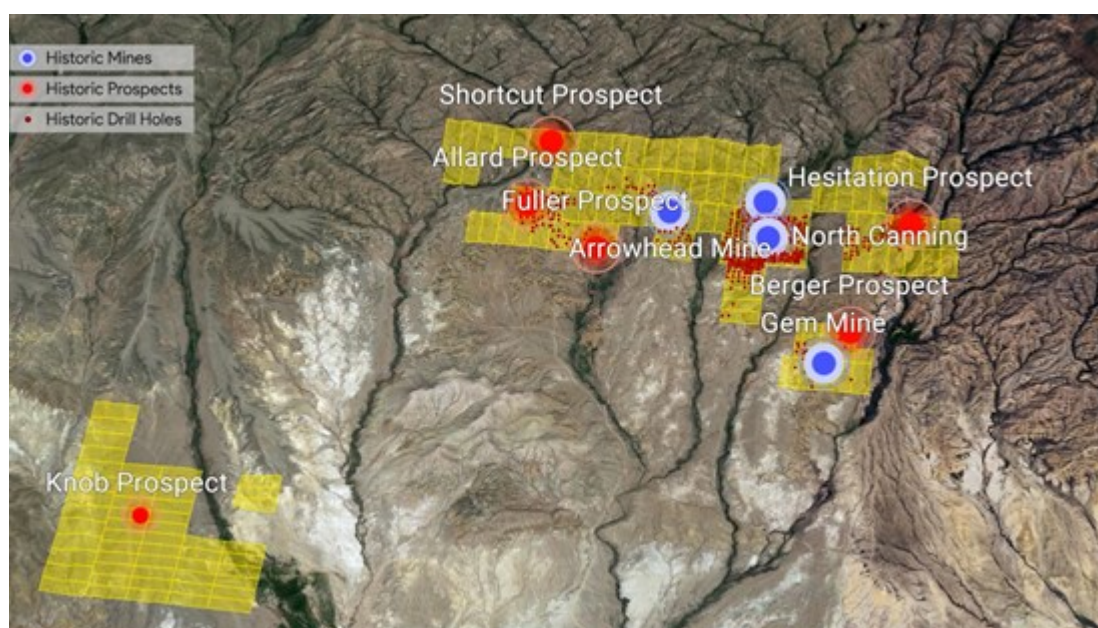 Historic Mines
Historic Prospects
Historic Drill Holes
Shortcut Prospect
Allard Prospect
Hesitation Prospect
Fuller Prospect
Arrowhead Mine
North Canning
Berger Prospect
Gem Mine
Knob Prospect